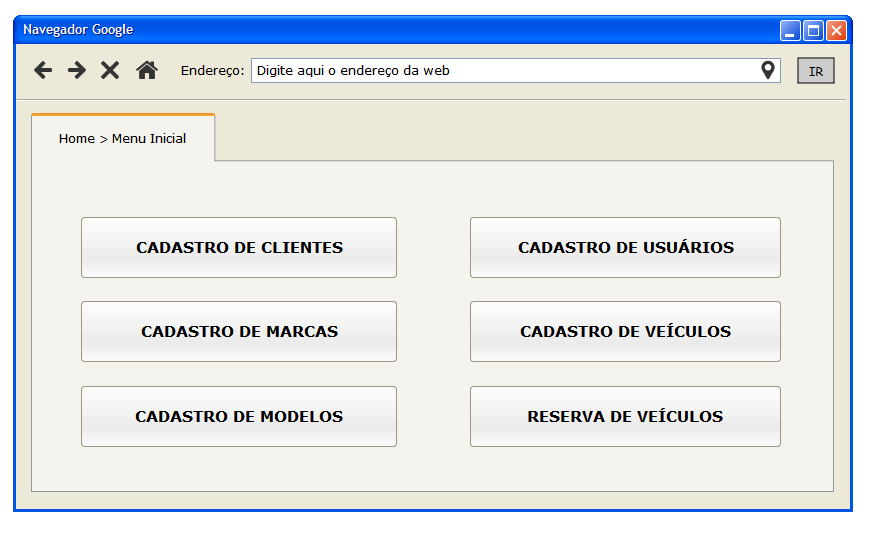 Navegador Google
Endereço: Digite aqui o endereço da web IR
Home > Menu Inicial
CADASTRO DE CLIENTES CADASTRO DE USUÁRIOS
CADASTRO DE MARCAS CADASTRO DE VEÍCULOS
CADASTRO DE MODELOS RESERVA DE VEÍCULOS